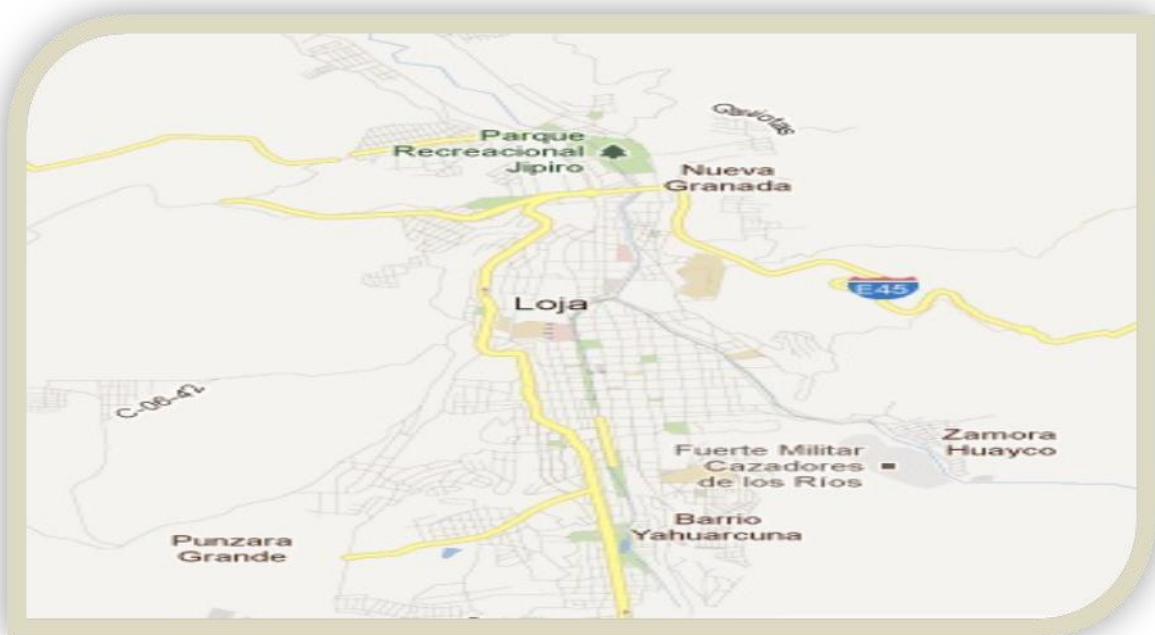 Gaviotas
Parque
Recreacional
Jipiro
Nueva
Granada
E45
Loja
C-06-42
Zamora
Huayco
Fuerte Militar
Cazadores
de los Ríos
Barrio
Yahuarcuna
Punzara
Grande